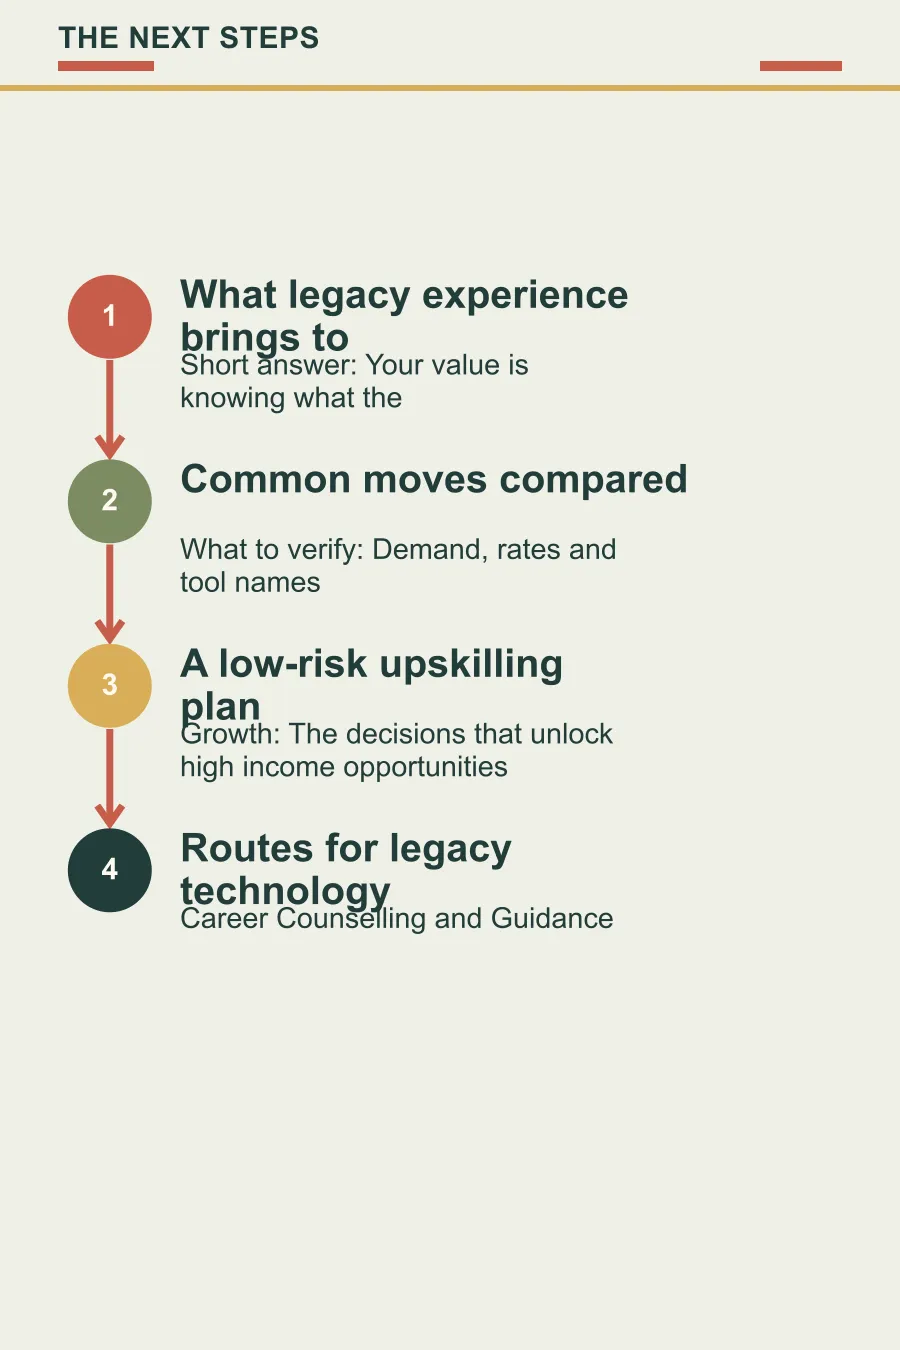 THE NEXT STEPS
1
What legacy experience
brings to
Short answer: Your value is
knowing what the
2
Common moves compared
What to verify: Demand, rates and
tool names
3
A low-risk upskilling
plan
Growth: The decisions that unlock
high income opportunities
4
Routes for legacy
technology
Career Counselling and Guidance